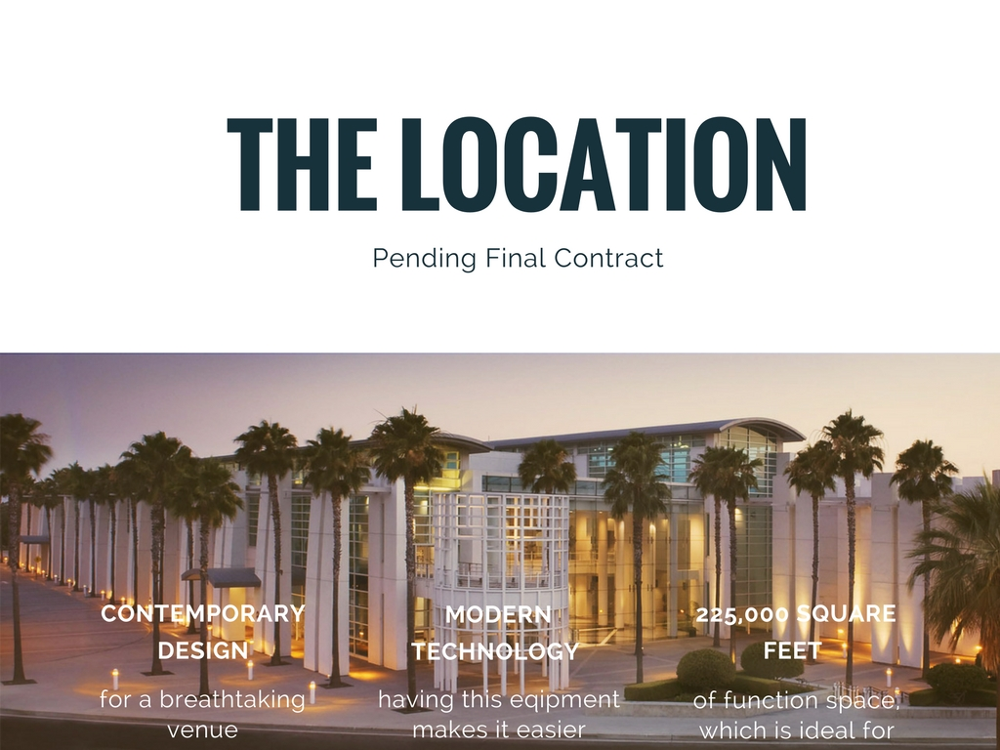 THE LOCATION
Pending Final Contract
CONTEMPORARY
DESIGN
for a breathtaking
venue
MODERN
TECHNOLOGY
having this eqipment
makes it easier
225,000 SQUARE
FEET
of function space,
which is ideal for